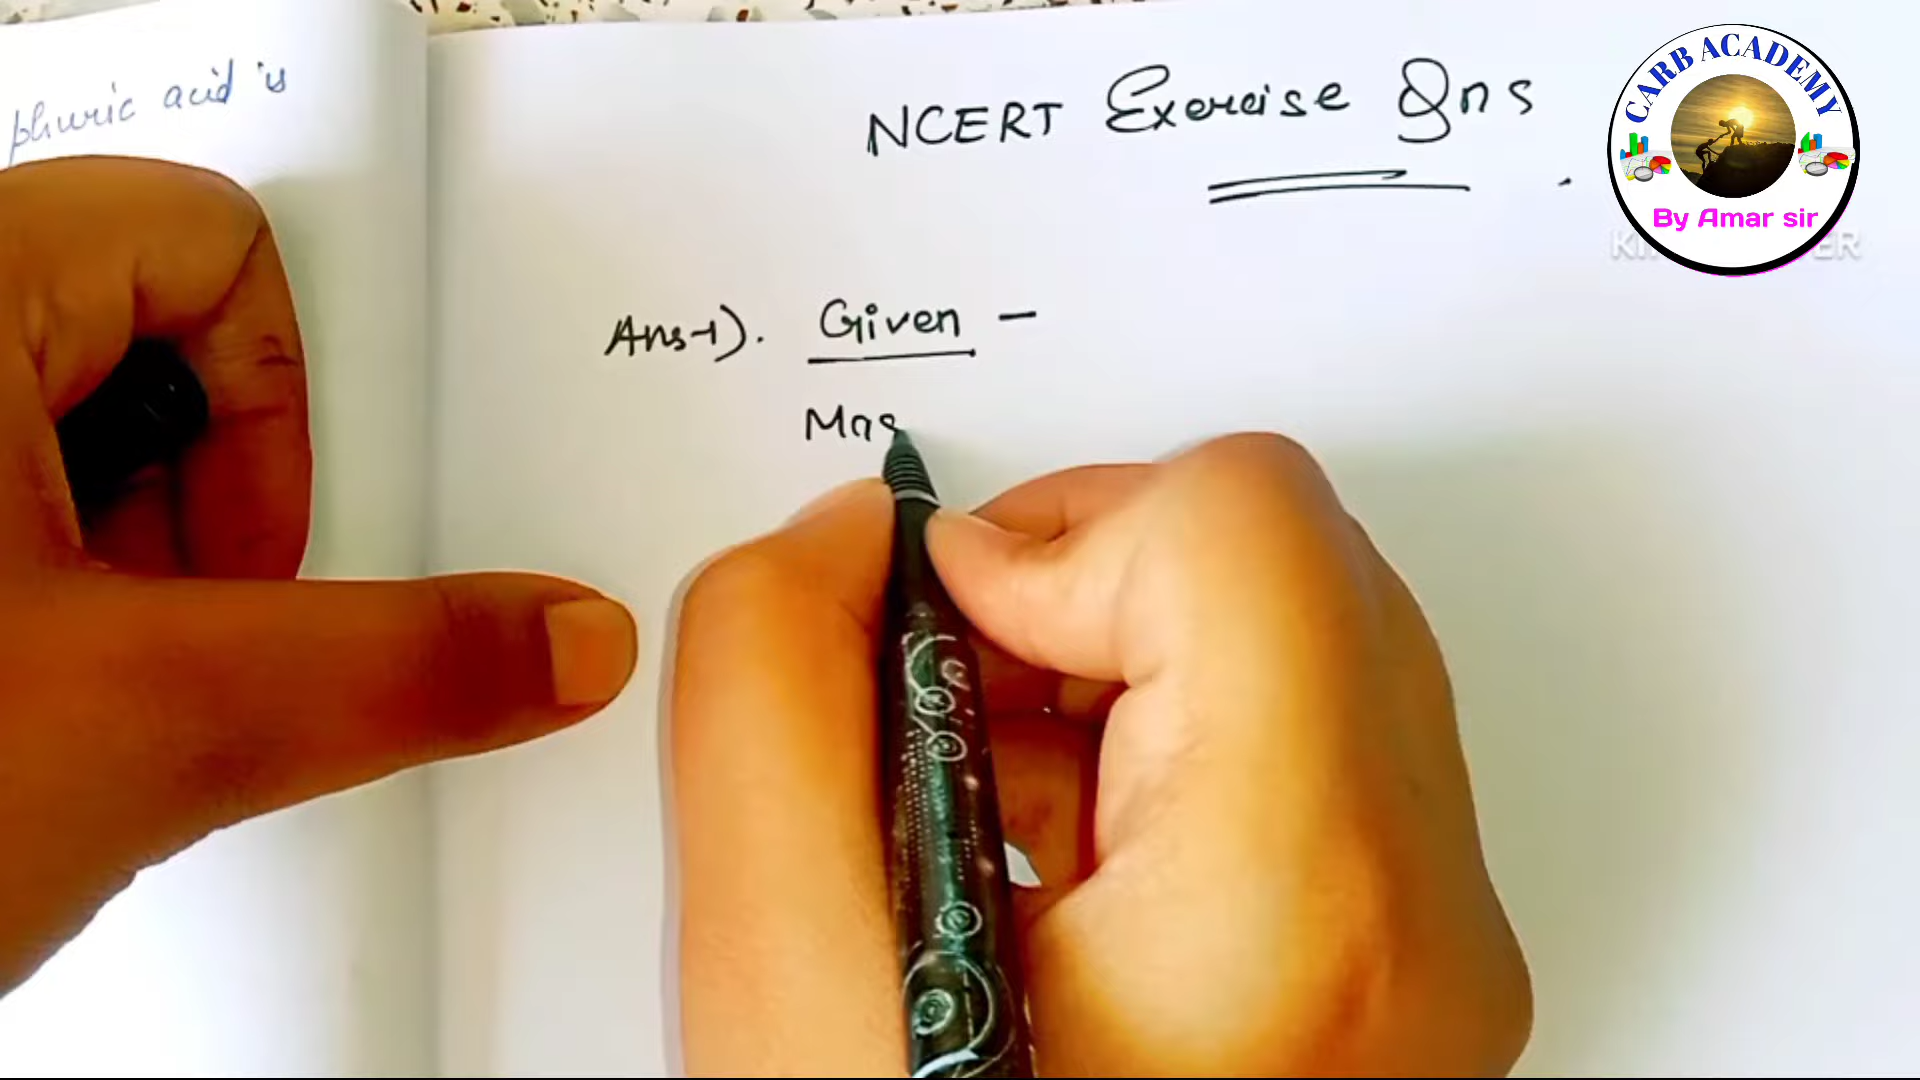 phuric acid is
NCERT Exercise Qns
Ans-1). Given –
Mas
CARB ACADEMY
By Amar sir